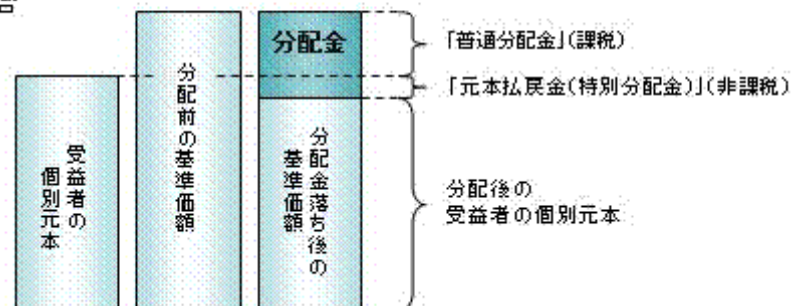 分配金
「普通分配金」(課税)
「元本払戻金(特別分配金)」(非課税)
受益者の
個別元本
分配前の基準価額
分配金落ち後の
基準価額
分配後の
受益者の個別元本